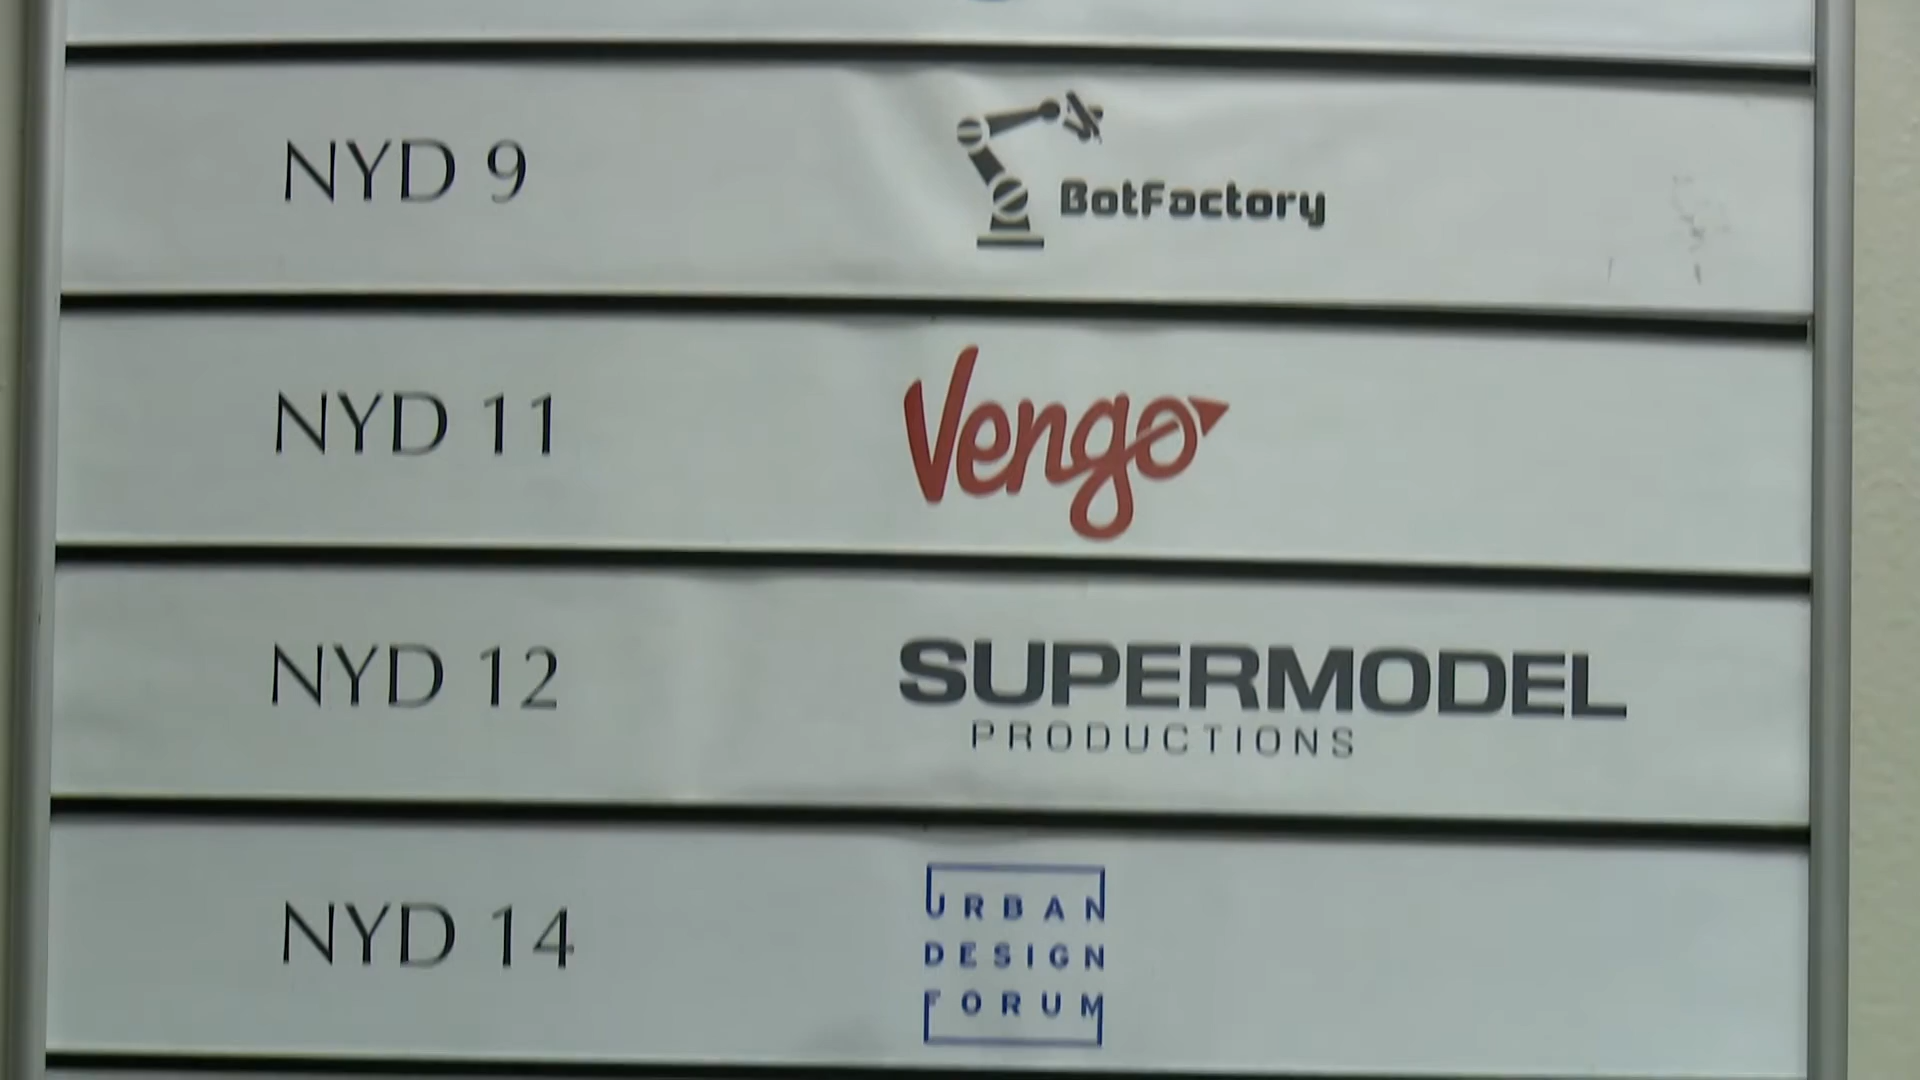 NYD 9 BotFactory
NYD 11 Vengo
NYD 12 SUPERMODEL
PRODUCTIONS
NYD 14 URBAN
DESIGN
FORUM